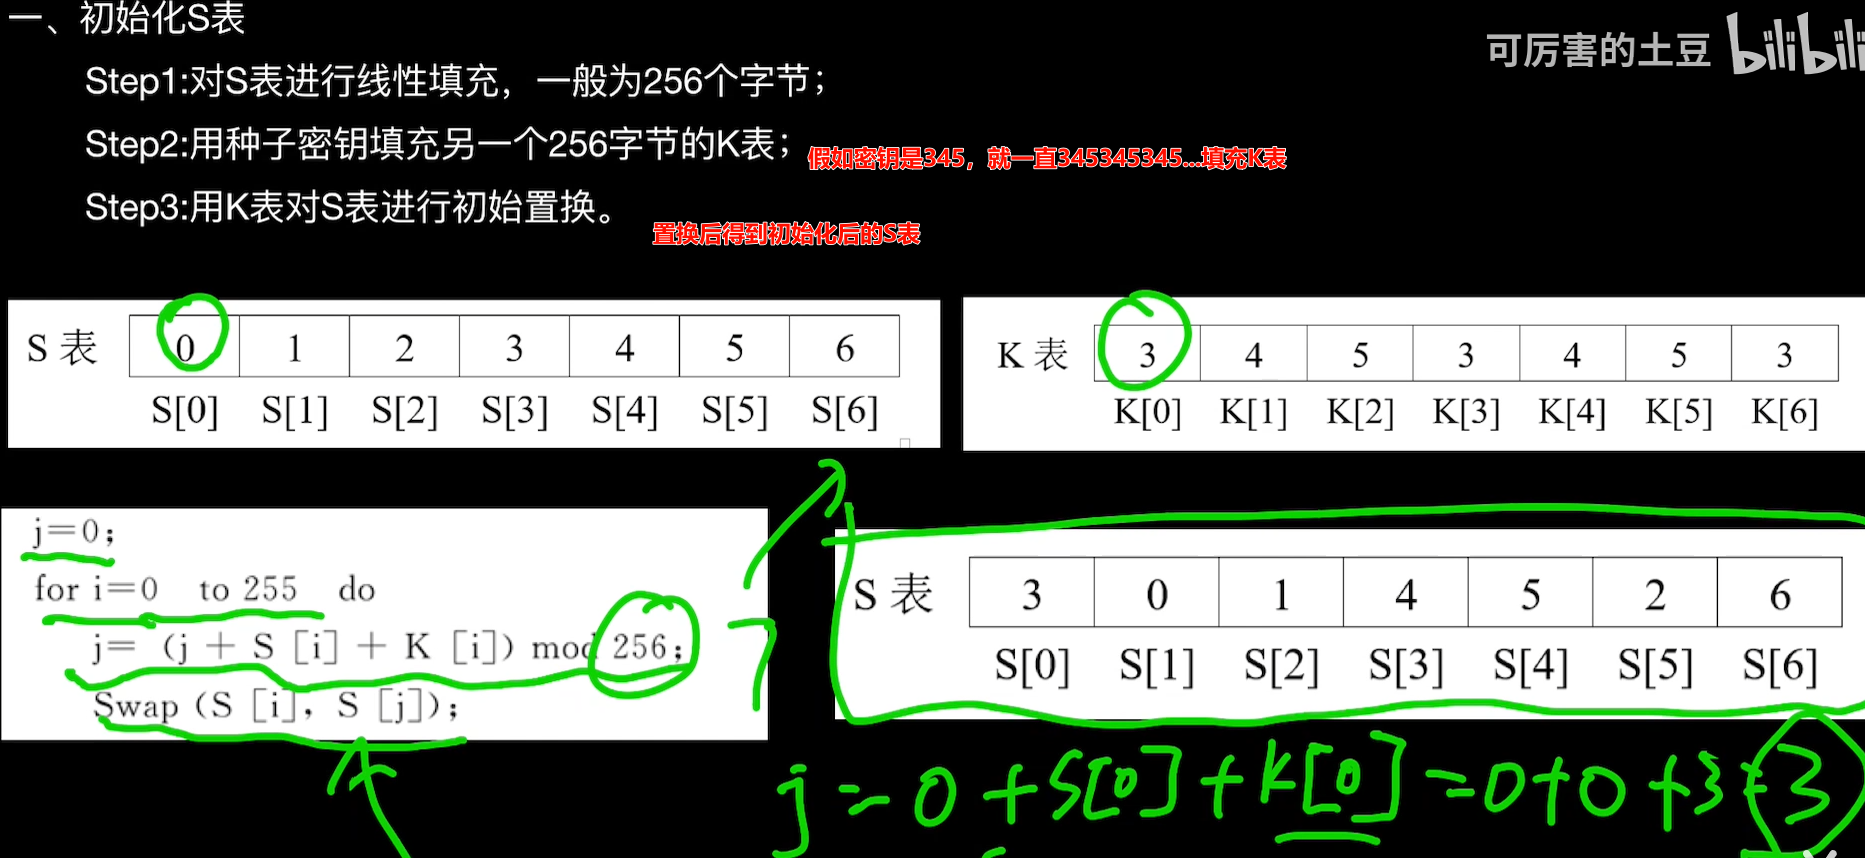 一、初始化S表
可厉害的土豆 bilibili
Step1:对S表进行线性填充，一般为256个字节；
Step2:用种子密钥填充另一个256字节的K表；
假如密钥是345，就一直345345345...填充K表
Step3:用K表对S表进行初始置换。
置换后得到初始化后的S表
S 表 0 1 2 3 4 5 6
S[0] S[1] S[2] S[3] S[4] S[5] S[6]
K 表 3 4 5 3 4 5 3
K[0] K[1] K[2] K[3] K[4] K[5] K[6]
j=0;
for i=0 to 255 do
j= (j + S [i] + K [i]) mod 256;
Swap (S [i], S [j]);
7
S 表 3 0 1 4 5 2 6
S[0] S[1] S[2] S[3] S[4] S[5] S[6]
j=0+S[0]+K[0]=0+0+3=3